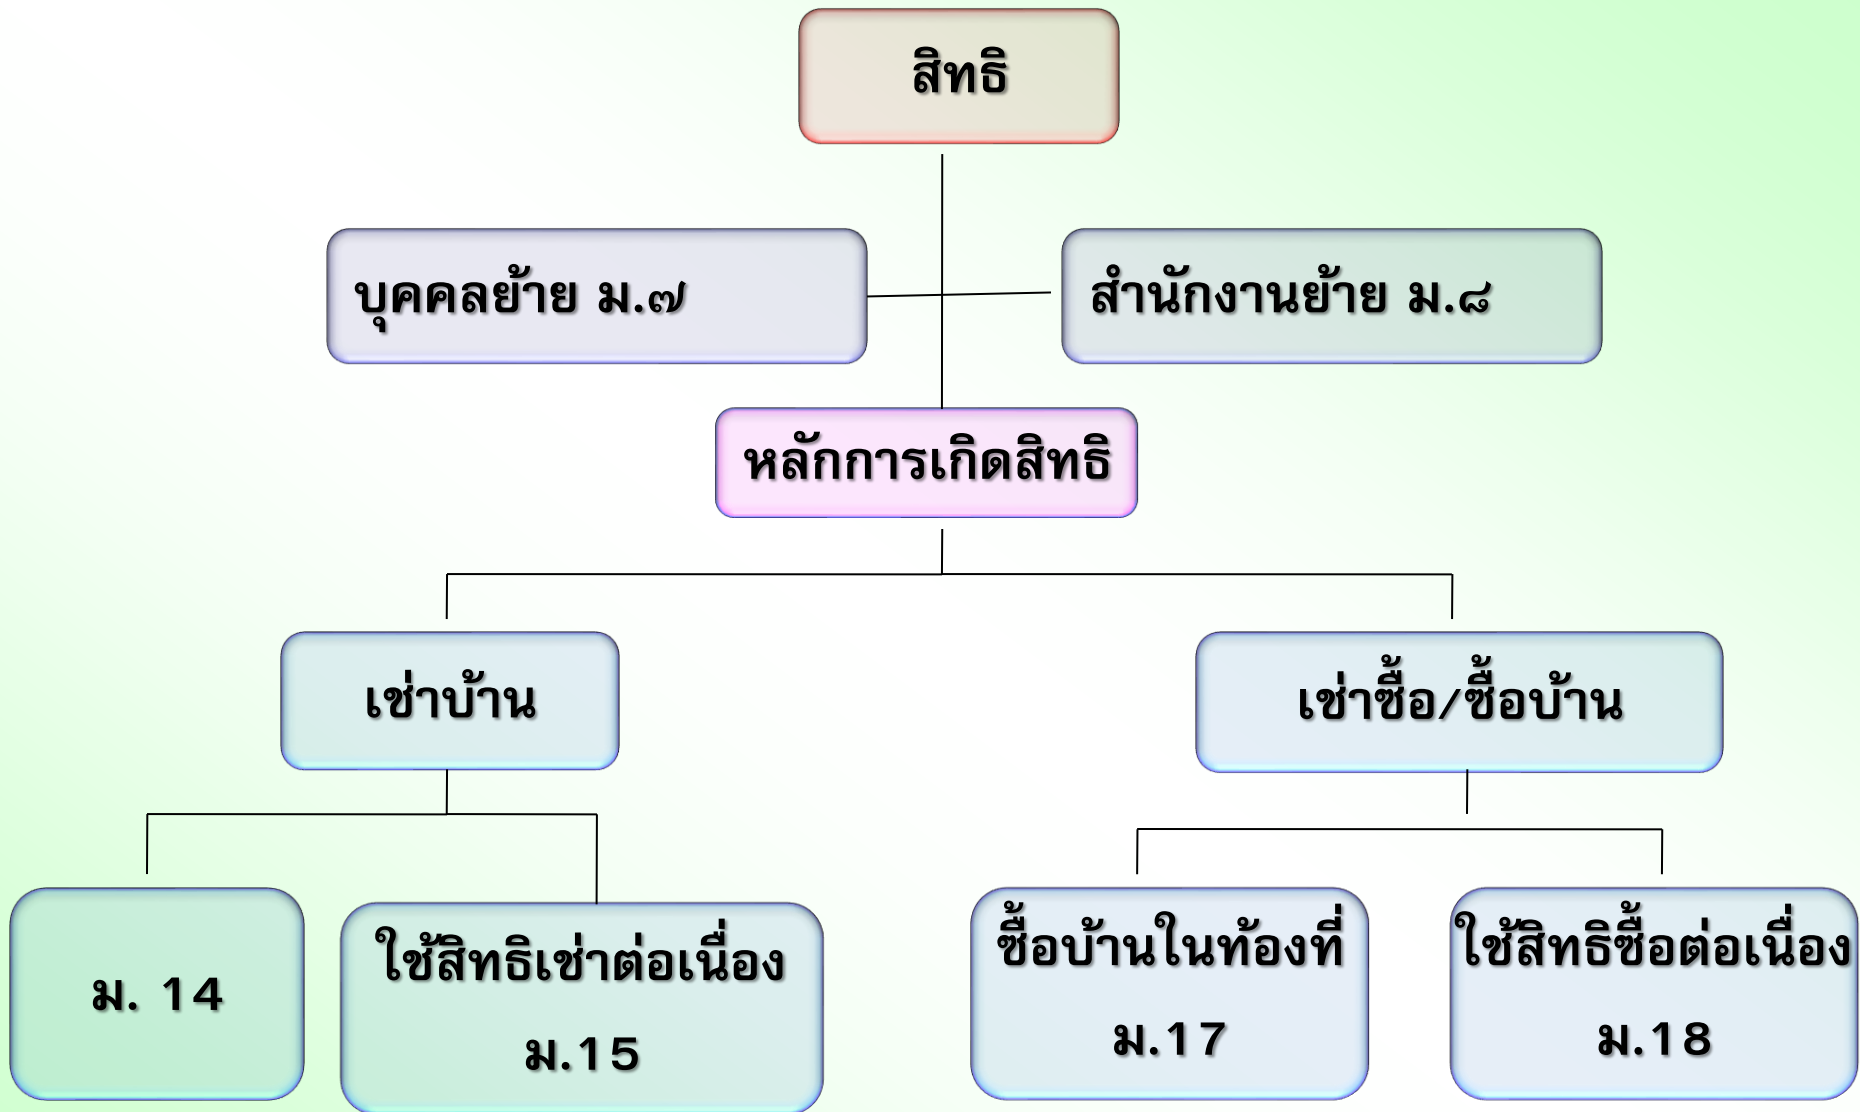 สิทธิ
บุคคลย้าย ม.๗
สำนักงานย้าย ม.๘
หลักการเกิดสิทธิ
เช่าบ้าน
เช่าซื้อ/ซื้อบ้าน
ม. 14
ใช้สิทธิเช่าต่อเนื่อง
ม.15
ซื้อบ้านในท้องที่
ม.17
ใช้สิทธิซื้อต่อเนื่อง
ม.18